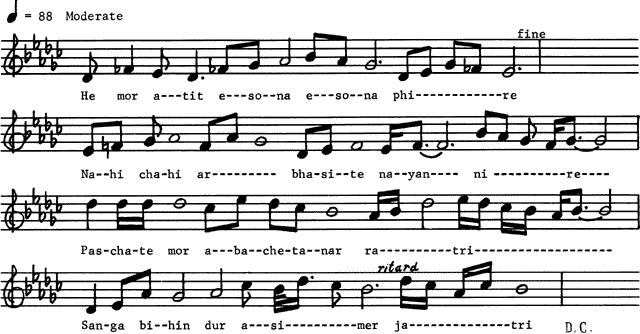 = 88 Moderate
fine
He mor a---tit e---so--na e---so--na phi------------re
Na--hi cha-hi ar--------- bha--si--te na--yan---- ni ----------re----
Pas-cha-te mor a--ba--che-ta--nar ra----------tri-------------------
ritard
San-ga bi--hin dur a---si----------mer ja------------tri D.C.